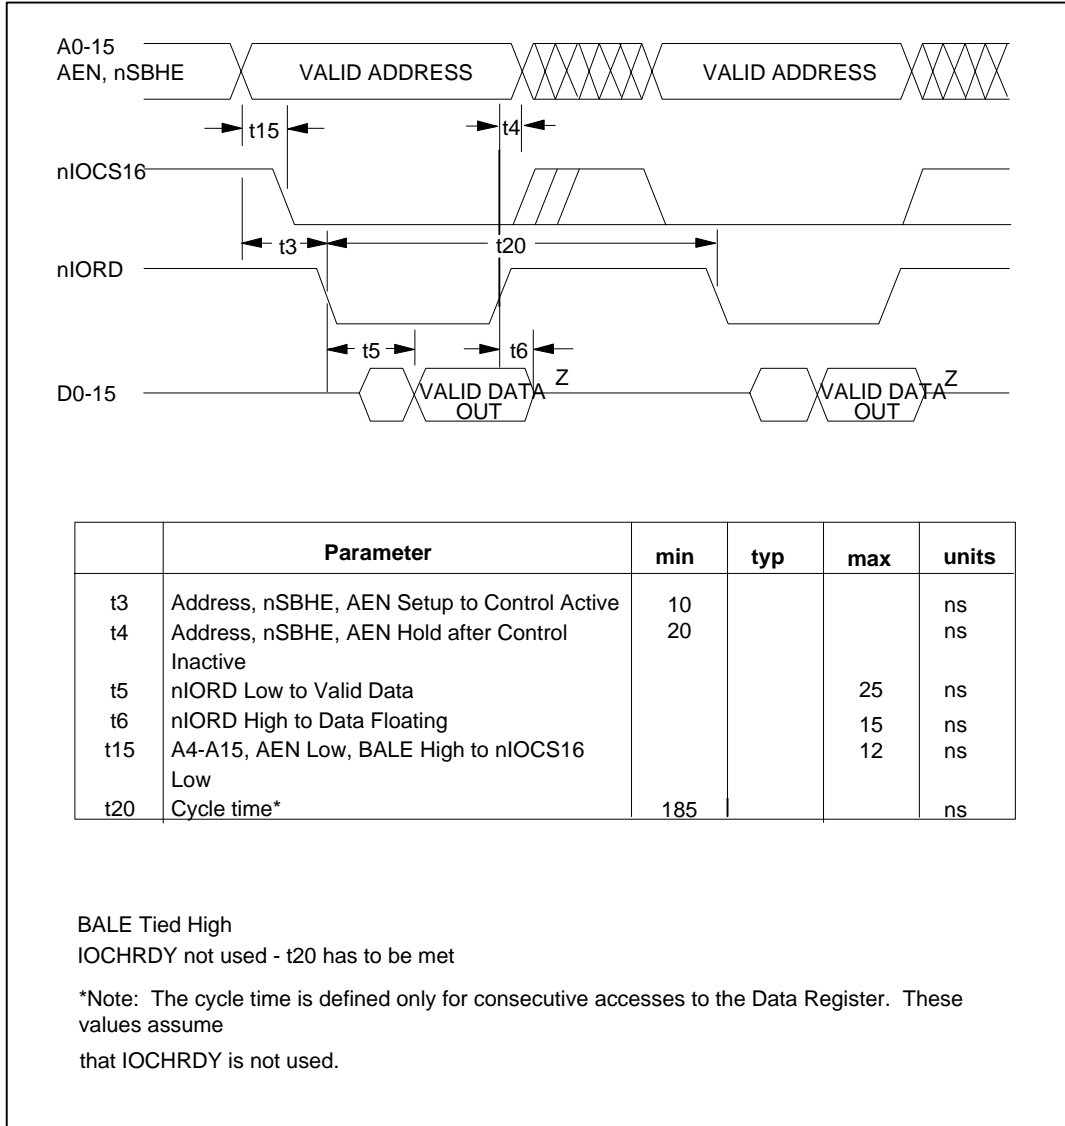 A0-15
AEN, nSBHE
VALID ADDRESS
VALID ADDRESS
t15
t4
nIOCS16
t3
t20
nIORD
t5
t6
D0-15
VALID DATA
OUT
Z
VALID DATA
OUT
Z
Parameter min typ max units
t3 Address, nSBHE, AEN Setup to Control Active 10 ns
t4 Address, nSBHE, AEN Hold after Control 20 ns
Inactive
t5 nIORD Low to Valid Data 25 ns
t6 nIORD High to Data Floating 15 ns
t15 A4-A15, AEN Low, BALE High to nIOCS16 12 ns
Low
t20 Cycle time* 185 ns
BALE Tied High
IOCHRDY not used - t20 has to be met
*Note: The cycle time is defined only for consecutive accesses to the Data Register. These
values assume
that IOCHRDY is not used.